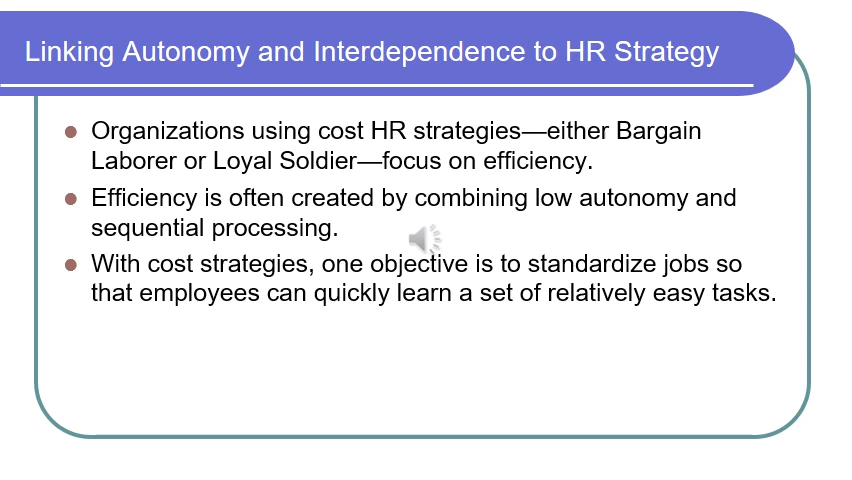 Linking Autonomy and Interdependence to HR Strategy
Organizations using cost HR strategies—either Bargain
Laborer or Loyal Soldier—focus on efficiency.
Efficiency is often created by combining low autonomy and
sequential processing.
With cost strategies, one objective is to standardize jobs so
that employees can quickly learn a set of relatively easy tasks.